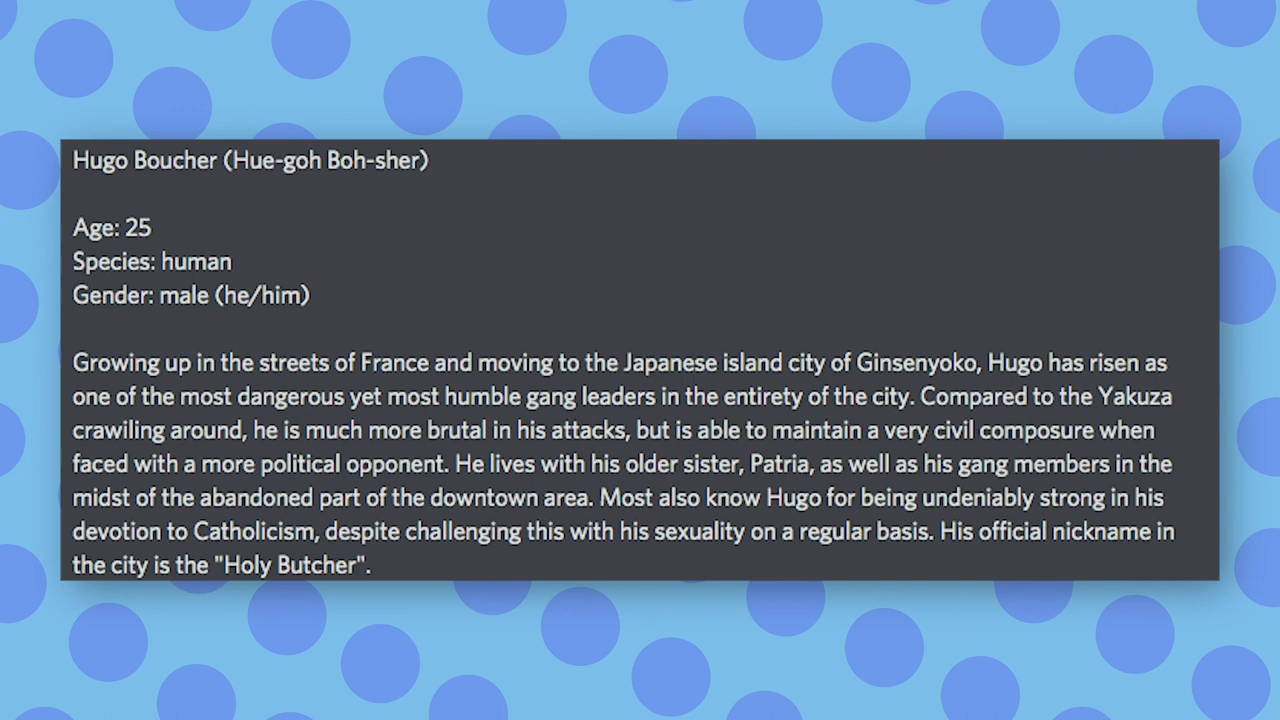 Hugo Boucher (Hue-goh Boh-sher)
Age: 25
Species: human
Gender: male (he/him)
Growing up in the streets of France and moving to the Japanese island city of Ginsenyoko, Hugo has risen as
one of the most dangerous yet most humble gang leaders in the entirety of the city. Compared to the Yakuza
crawiling around, he is much more brutal in his attacks, but is able to maintain a very civil composure when
faced with a more political opponent. He lives with his older sister, Patria, as well as his gang members in the
midst of the abandoned part of the downtown area. Most also know Hugo for being undeniably strong in his
devotion to Catholicism, despite challenging this with his sexuality on a regular basis. His official nickname in
the city is the "Holy Butcher".